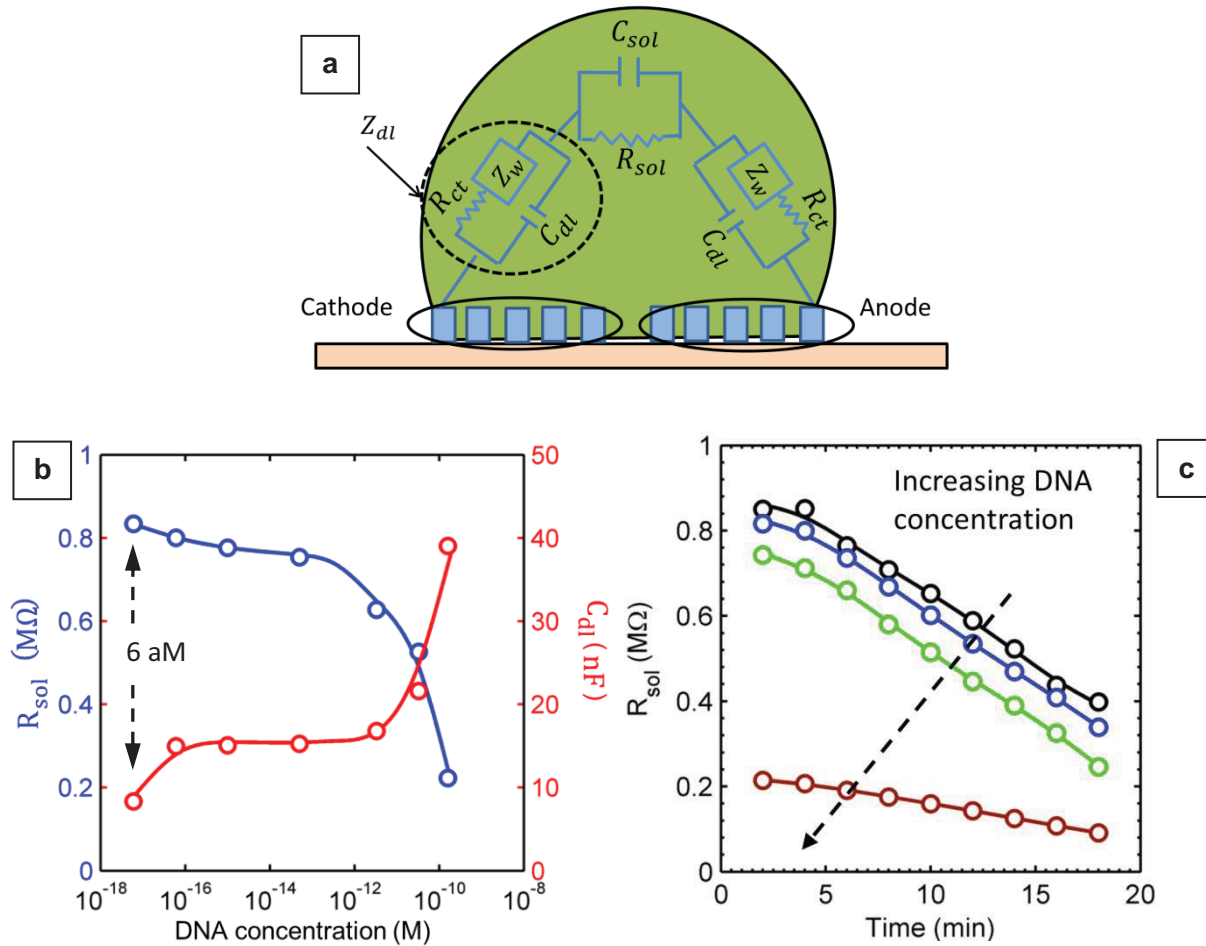 a
C_sol
Z_dl
R_sol
R_ct
Z_w
C_dl
Z_w
R_ct
C_dl
Cathode
Anode
b
1
0.8
0.6
0.4
0.2
0
R_sol (MΩ)
6 aM
50
40
30
20
10
0
C_dl (nF)
10^-18
10^-16
10^-14
10^-12
10^-10
10^-8
DNA concentration (M)
c
1
0.8
0.6
0.4
0.2
0
R_sol (MΩ)
Increasing DNA
concentration
0
5
10
15
20
Time (min)